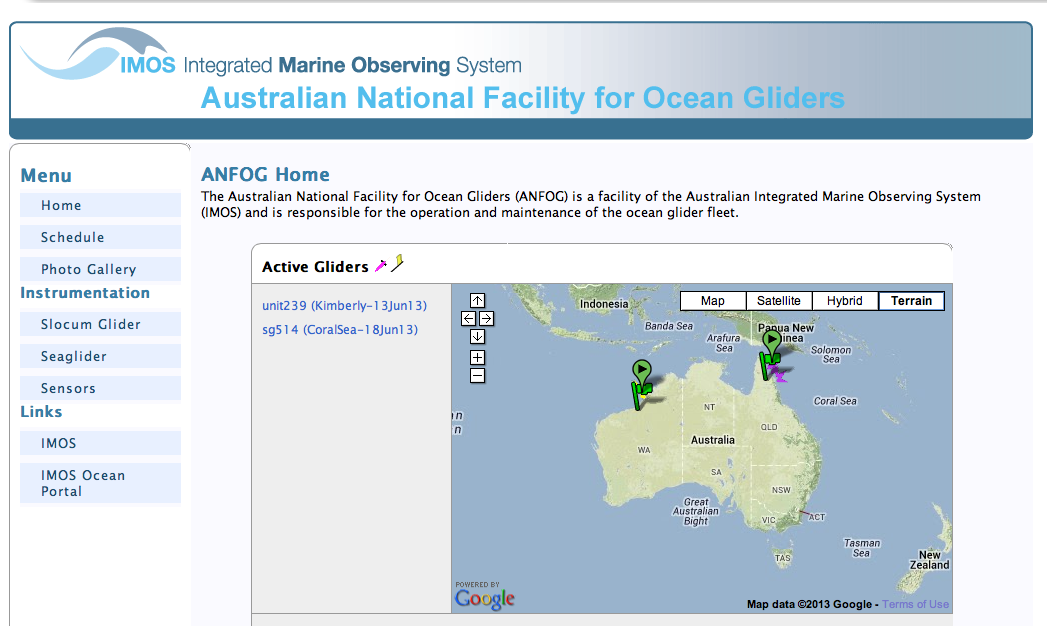 IMOS Integrated Marine Observing System
Australian National Facility for Ocean Gliders
Menu
Home
Schedule
Photo Gallery
Instrumentation
Slocum Glider
Seaglider
Sensors
Links
IMOS
IMOS Ocean
Portal
ANFOG Home
The Australian National Facility for Ocean Gliders (ANFOG) is a facility of the Australian Integrated Marine Observing System
(IMOS) and is responsible for the operation and maintenance of the ocean glider fleet.
Active Gliders
unit239 (Kimberly-13Jun13)
sg514 (CoralSea-18Jun13)
Map Satellite Hybrid Terrain
Indonesia
Banda Sea
Arafura
Sea
Papua New
Solomon
Sea
Coral Sea
NT
QLD
WA
Australia
SA
NSW
Great
Australian
Bight
VIC
ACT
TAS
Tasman
Sea
New
Zealand
POWERED BY
Google
Map data ©2013 Google - Terms of Use